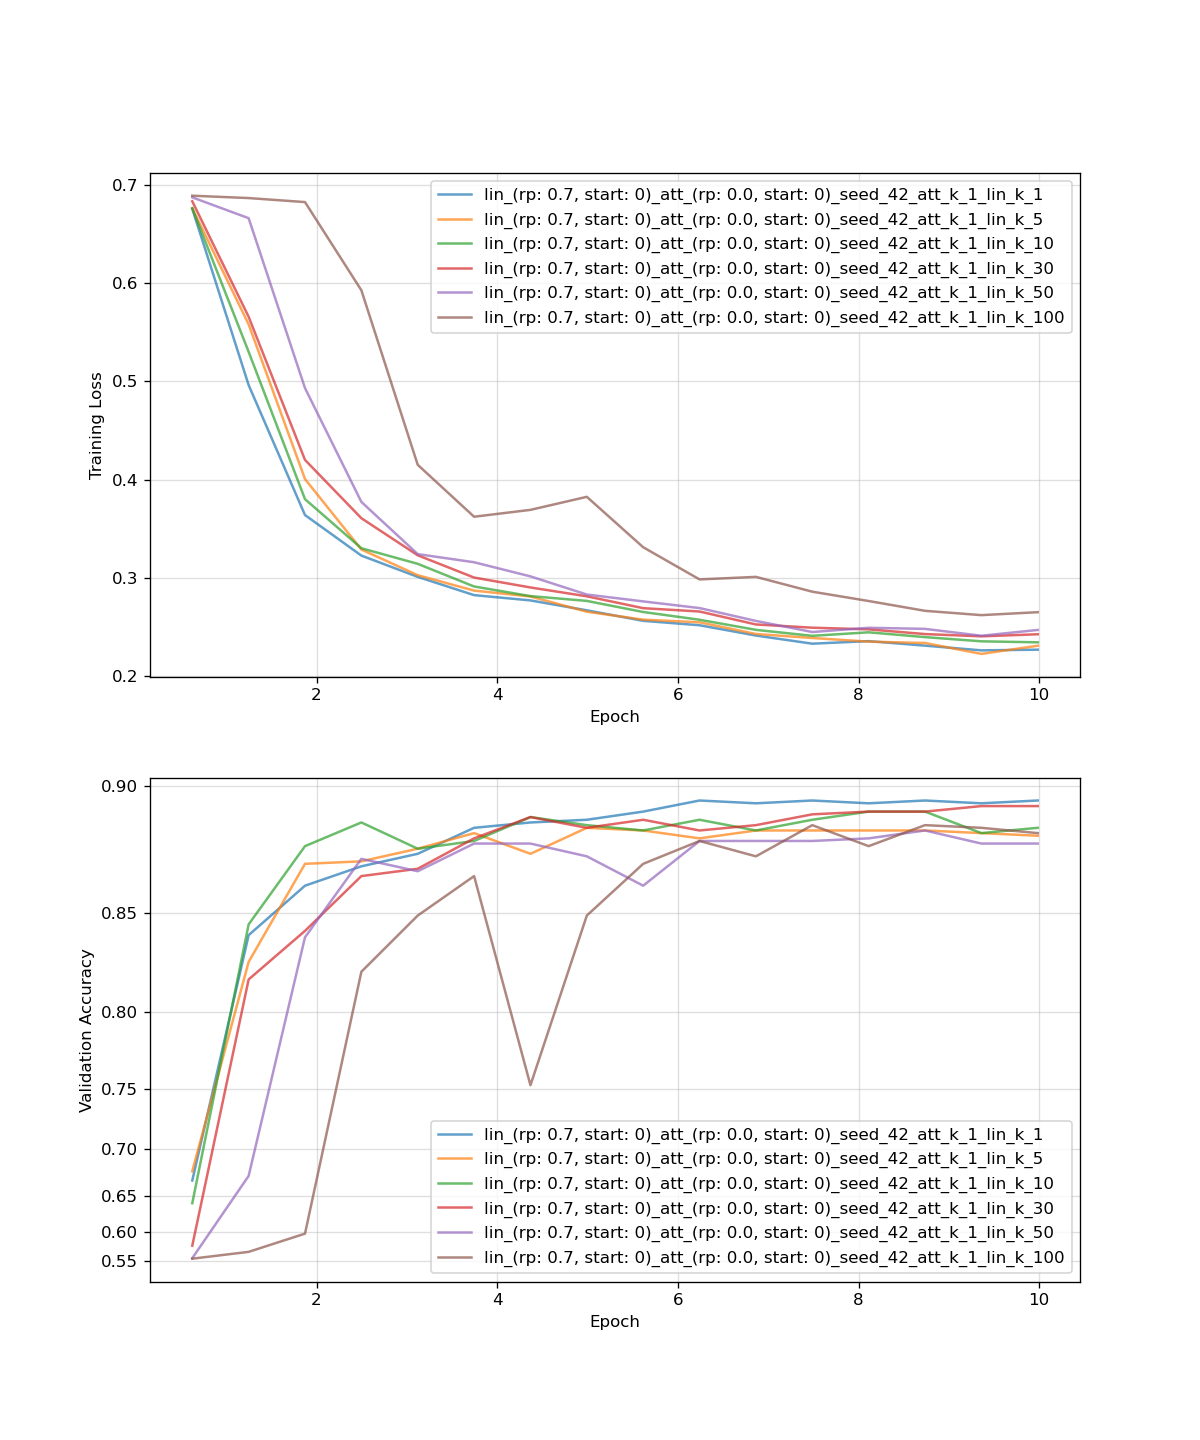 0.7
0.6
0.5
0.4
0.3
0.2
Training Loss
lin_(rp: 0.7, start: 0)_att_(rp: 0.0, start: 0)_seed_42_att_k_1_lin_k_1
lin_(rp: 0.7, start: 0)_att_(rp: 0.0, start: 0)_seed_42_att_k_1_lin_k_5
lin_(rp: 0.7, start: 0)_att_(rp: 0.0, start: 0)_seed_42_att_k_1_lin_k_10
lin_(rp: 0.7, start: 0)_att_(rp: 0.0, start: 0)_seed_42_att_k_1_lin_k_30
lin_(rp: 0.7, start: 0)_att_(rp: 0.0, start: 0)_seed_42_att_k_1_lin_k_50
lin_(rp: 0.7, start: 0)_att_(rp: 0.0, start: 0)_seed_42_att_k_1_lin_k_100
2 4 6 8 10
Epoch
0.90
0.85
0.80
0.75
0.70
0.65
0.60
0.55
Validation Accuracy
lin_(rp: 0.7, start: 0)_att_(rp: 0.0, start: 0)_seed_42_att_k_1_lin_k_1
lin_(rp: 0.7, start: 0)_att_(rp: 0.0, start: 0)_seed_42_att_k_1_lin_k_5
lin_(rp: 0.7, start: 0)_att_(rp: 0.0, start: 0)_seed_42_att_k_1_lin_k_10
lin_(rp: 0.7, start: 0)_att_(rp: 0.0, start: 0)_seed_42_att_k_1_lin_k_30
lin_(rp: 0.7, start: 0)_att_(rp: 0.0, start: 0)_seed_42_att_k_1_lin_k_50
lin_(rp: 0.7, start: 0)_att_(rp: 0.0, start: 0)_seed_42_att_k_1_lin_k_100
2 4 6 8 10
Epoch